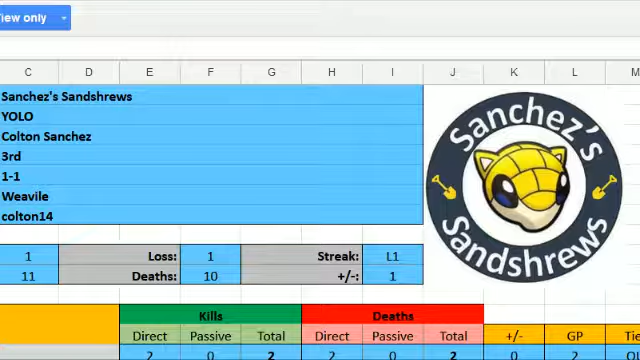 View only
C D E F G H I J K L M
Sanchez's Sandshrews
YOLO
Colton Sanchez
3rd
1-1
Weavile
colton14
Sanchez's
Sandshrews
1 Loss: 1 Streak: L1
11 Deaths: 10 +/-: 1
Kills Deaths
Direct Passive Total Direct Passive Total +/- GP Tie
2 0 2 2 0 2 0 2